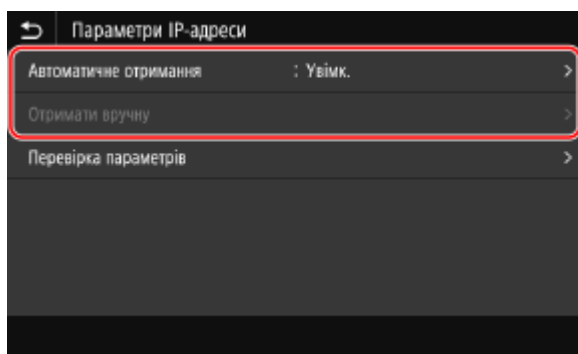 Параметри IP-адреси
Автоматичне отримання : Увімк.
Отримати вручну
Перевірка параметрів